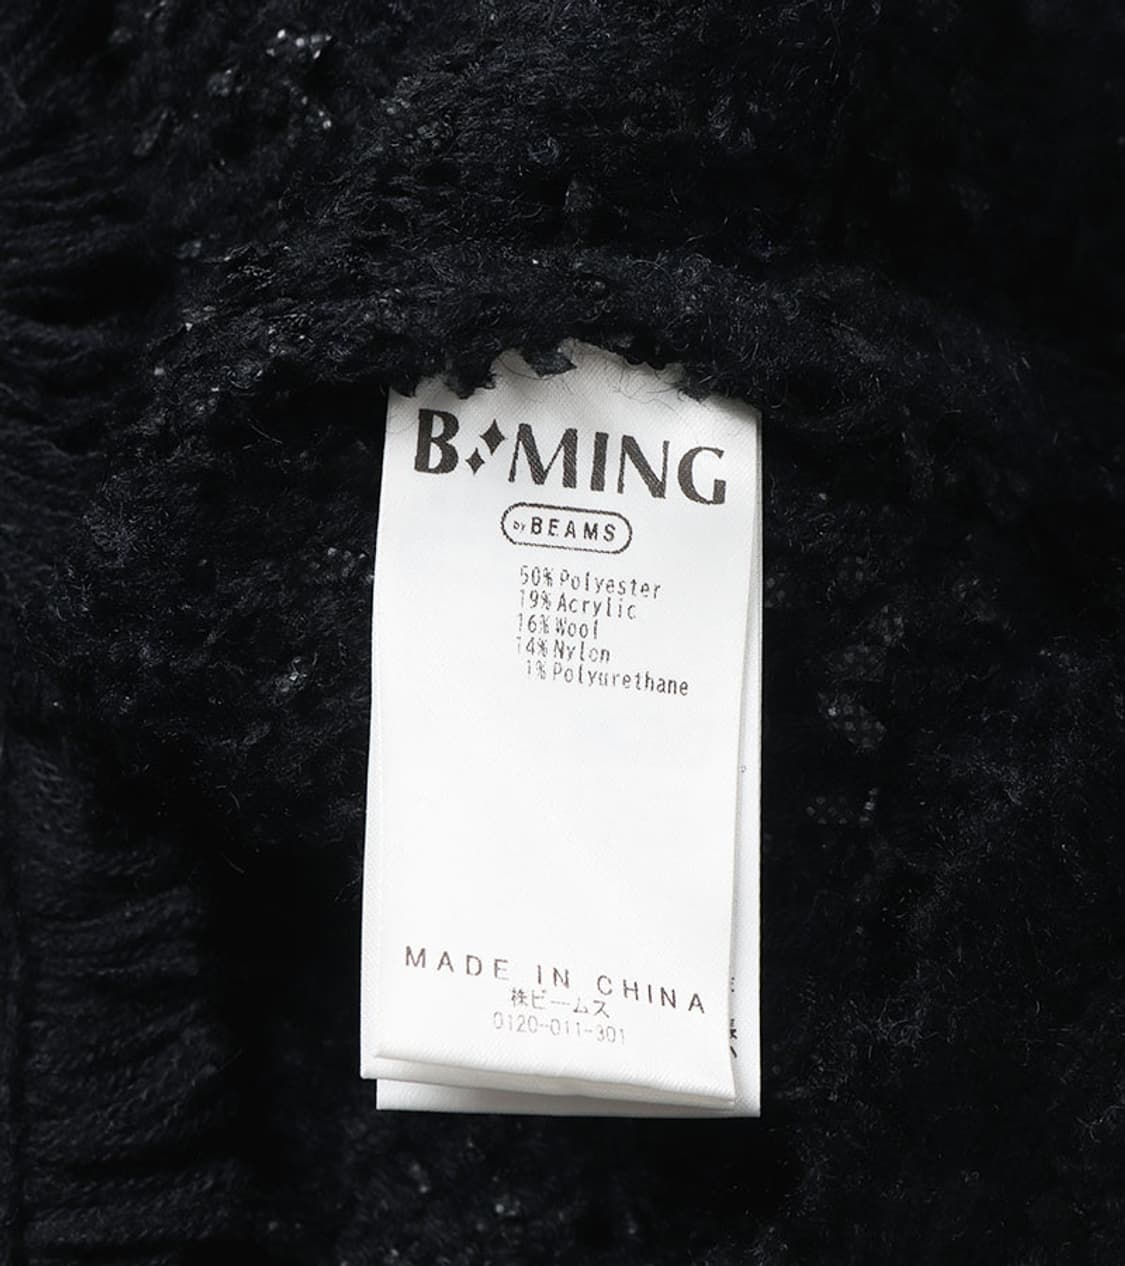 B MING
by BEAMS
50% Polyester
19% Acrylic
16% Wool
14% Nylon
1% Polyurethane
MADE IN CHINA
株ビームス
0120-011-301